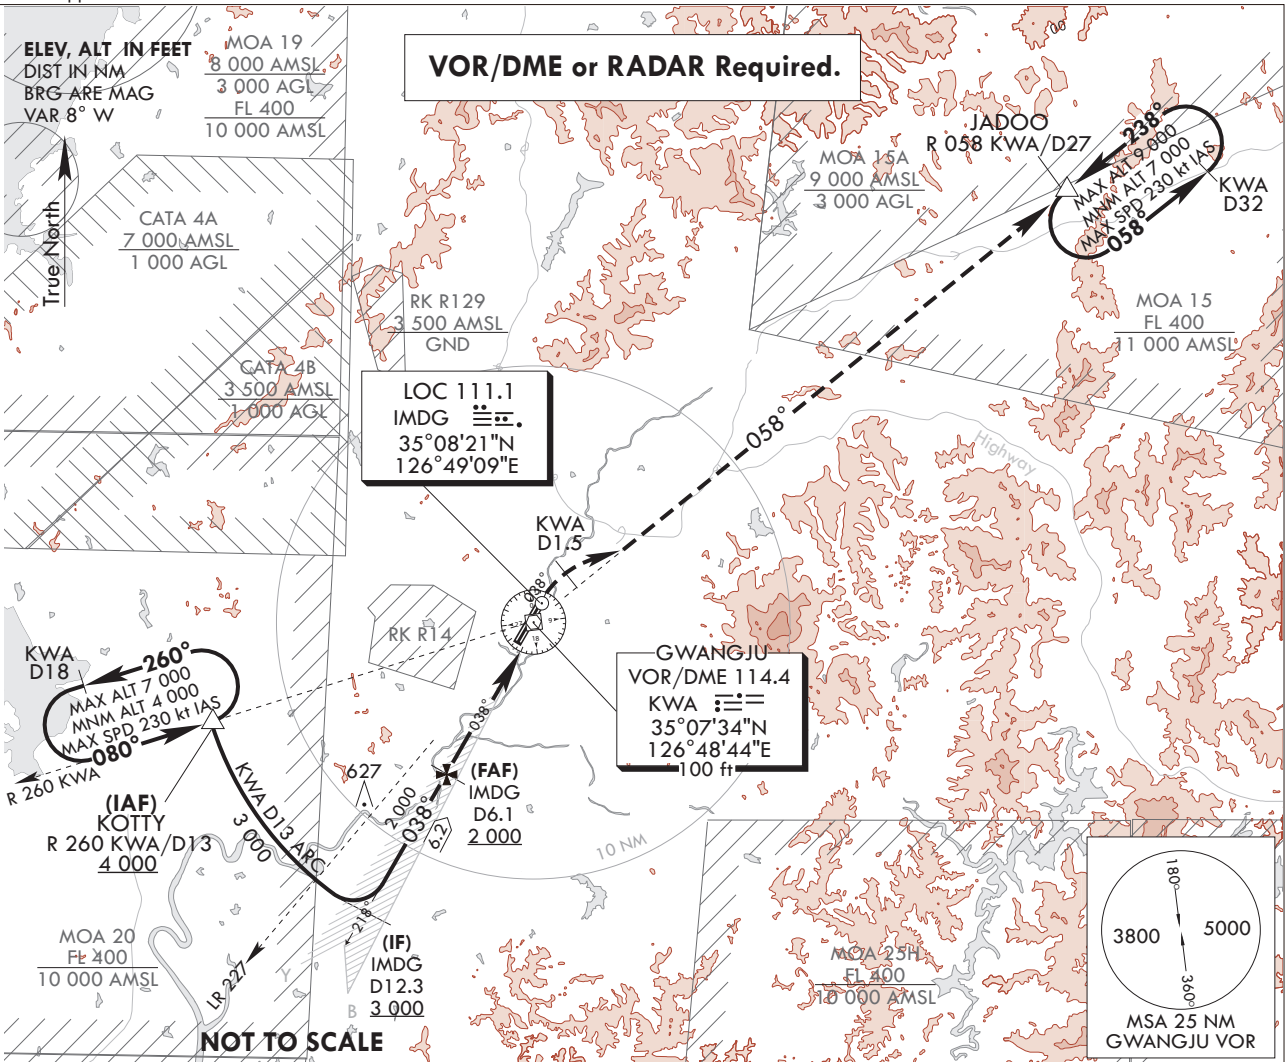 ELEV, ALT IN FEET
DIST IN NM
BRG ARE MAG
VAR 8° W
True North
MOA 19
8 000 AMSL
3 000 AGL
FL 400
10 000 AMSL
VOR/DME or RADAR Required.
CATA 4A
7 000 AMSL
1 000 AGL
CATA 4B
3 500 AMSL
1 000 AGL
RK R129
3 500 AMSL
GND
MOA 15A
9 000 AMSL
3 000 AGL
JADOO
R 058 KWA/D27
238°
MAX ALT 9 000
MNM ALT 7 000
MAX SPD 230 kt IAS
058°
KWA
D32
MOA 15
FL 400
11 000 AMSL
LOC 111.1
IMDG
35°08'21"N
126°49'09"E
058°
Highway
KWA
D1.5
038°
18
9
RK R14
GWANGJU
VOR/DME 114.4
KWA
35°07'34"N
126°48'44"E
100 ft
KWA
D18
260°
MAX ALT 7 000
MNM ALT 4 000
MAX SPD 230 kt IAS
080°
R 260 KWA
(IAF)
KOTTY
R 260 KWA/D13
4 000
KWA D13 ARC
3 000
627
2 000
038°
038°
6.2
(FAF)
IMDG
D6.1
2 000
10 NM
218°
LR 227
(IF)
IMDG
D12.3
3 000
Y
B
MOA 20
FL 400
10 000 AMSL
MOA 25H
FL 400
10 000 AMSL
NOT TO SCALE
180°
3800
5000
360°
MSA 25 NM
GWANGJU VOR